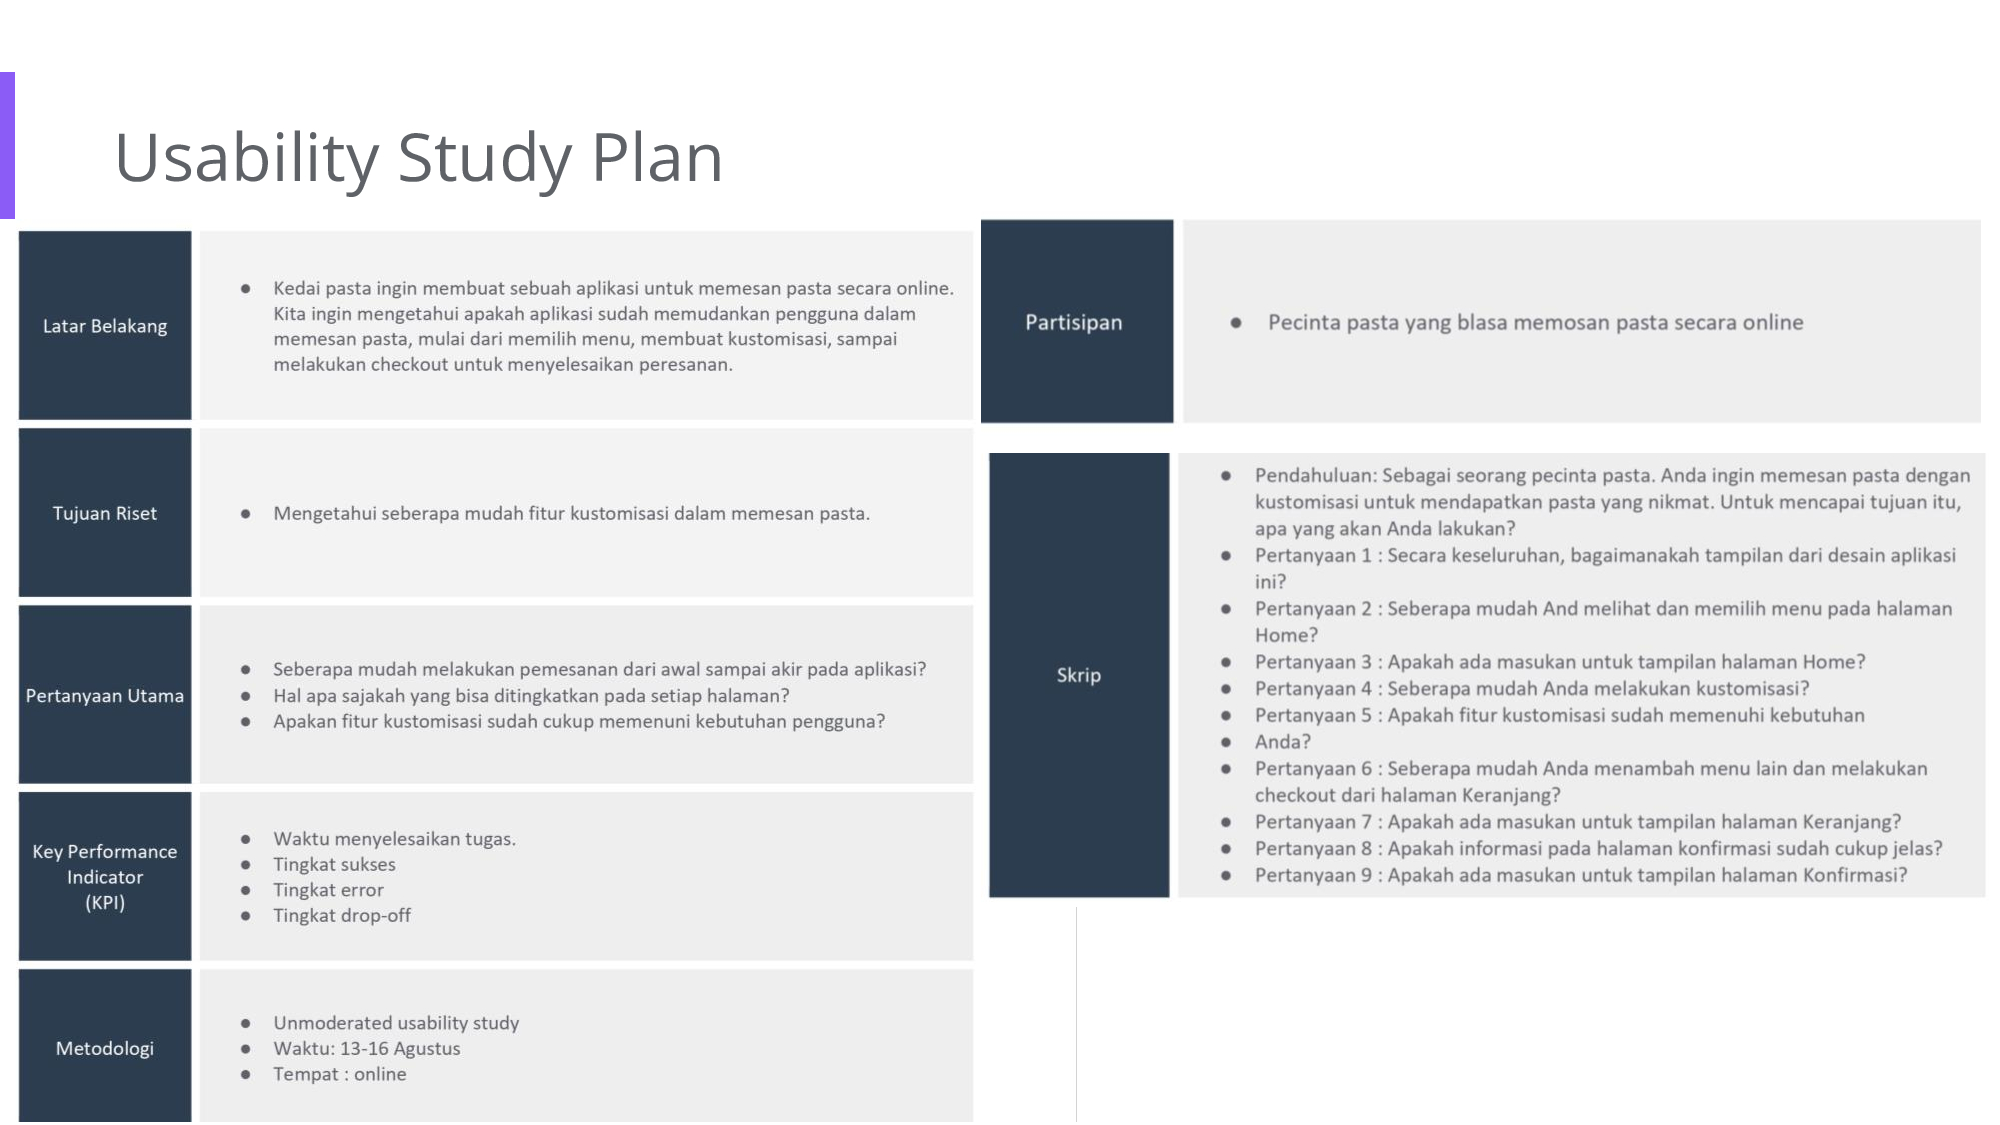 Usability Study Plan
Latar Belakang
● Kedai pasta ingin membuat sebuah aplikasi untuk memesan pasta secara online.
Kita ingin mengetahui apakah aplikasi sudah memudankan pengguna dalam
memesan pasta, mulai dari memilih menu, membuat kustomisasi, sampai
melakukan checkout untuk menyelesaikan peresanan.
Tujuan Riset
● Mengetahui seberapa mudah fitur kustomisasi dalam memesan pasta.
Pertanyaan Utama
● Seberapa mudah melakukan pemesanan dari awal sampai akir pada aplikasi?
● Hal apa sajakah yang bisa ditingkatkan pada setiap halaman?
● Apakan fitur kustomisasi sudah cukup memenuni kebutuhan pengguna?
Key Performance
Indicator
(KPI)
● Waktu menyelesaikan tugas.
● Tingkat sukses
● Tingkat error
● Tingkat drop-off
Metodologi
● Unmoderated usability study
● Waktu: 13-16 Agustus
● Tempat : online
Partisipan
● Pecinta pasta yang blasa memosan pasta secara online
Skrip
● Pendahuluan: Sebagai seorang pecinta pasta. Anda ingin memesan pasta dengan
kustomisasi untuk mendapatkan pasta yang nikmat. Untuk mencapai tujuan itu,
apa yang akan Anda lakukan?
● Pertanyaan 1 : Secara keseluruhan, bagaimanakah tampilan dari desain aplikasi
ini?
● Pertanyaan 2 : Seberapa mudah And melihat dan memilih menu pada halaman
Home?
● Pertanyaan 3 : Apakah ada masukan untuk tampilan halaman Home?
● Pertanyaan 4 : Seberapa mudah Anda melakukan kustomisasi?
● Pertanyaan 5 : Apakah fitur kustomisasi sudah memenuhi kebutuhan
● Anda?
● Pertanyaan 6 : Seberapa mudah Anda menambah menu lain dan melakukan
checkout dari halaman Keranjang?
● Pertanyaan 7 : Apakah ada masukan untuk tampilan halaman Keranjang?
● Pertanyaan 8 : Apakah informasi pada halaman konfirmasi sudah cukup jelas?
● Pertanyaan 9 : Apakah ada masukan untuk tampilan halaman Konfirmasi?